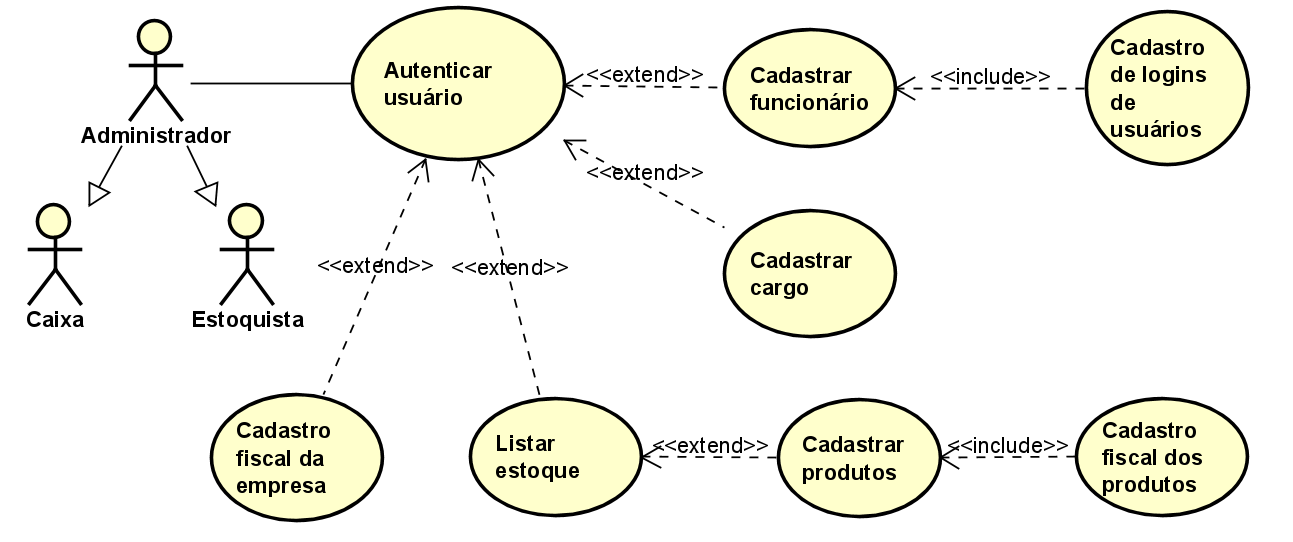 Autenticar
usuário
<<extend>>
Cadastrar
funcionário
<<include>>
Cadastro
de logins
de
usuários
Administrador
<<extend>>
Cadastrar
cargo
<<extend>>
<<extend>>
Caixa
Estoquista
Cadastro
fiscal da
empresa
Listar
estoque
<<extend>>
Cadastrar
produtos
<<include>>
Cadastro
fiscal dos
produtos